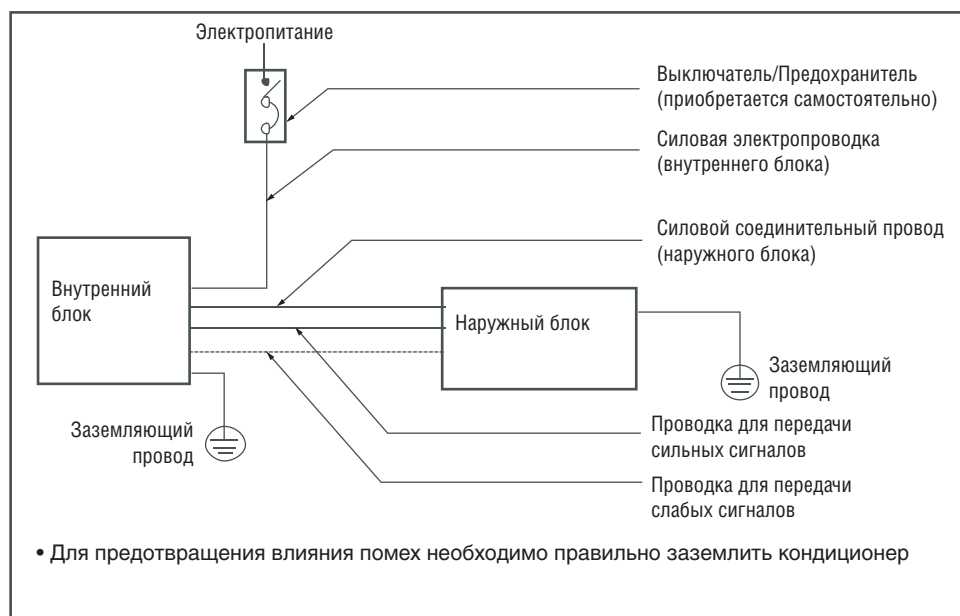 Электропитание
Выключатель/Предохранитель
(приобретается самостоятельно)
Силовая электропроводка
(внутреннего блока)
Силовой соединительный провод
(наружного блока)
Внутренний
блок
Наружный блок
Заземляющий
провод
Заземляющий
провод
Проводка для передачи
сильных сигналов
Проводка для передачи
слабых сигналов
• Для предотвращения влияния помех необходимо правильно заземлить кондиционер